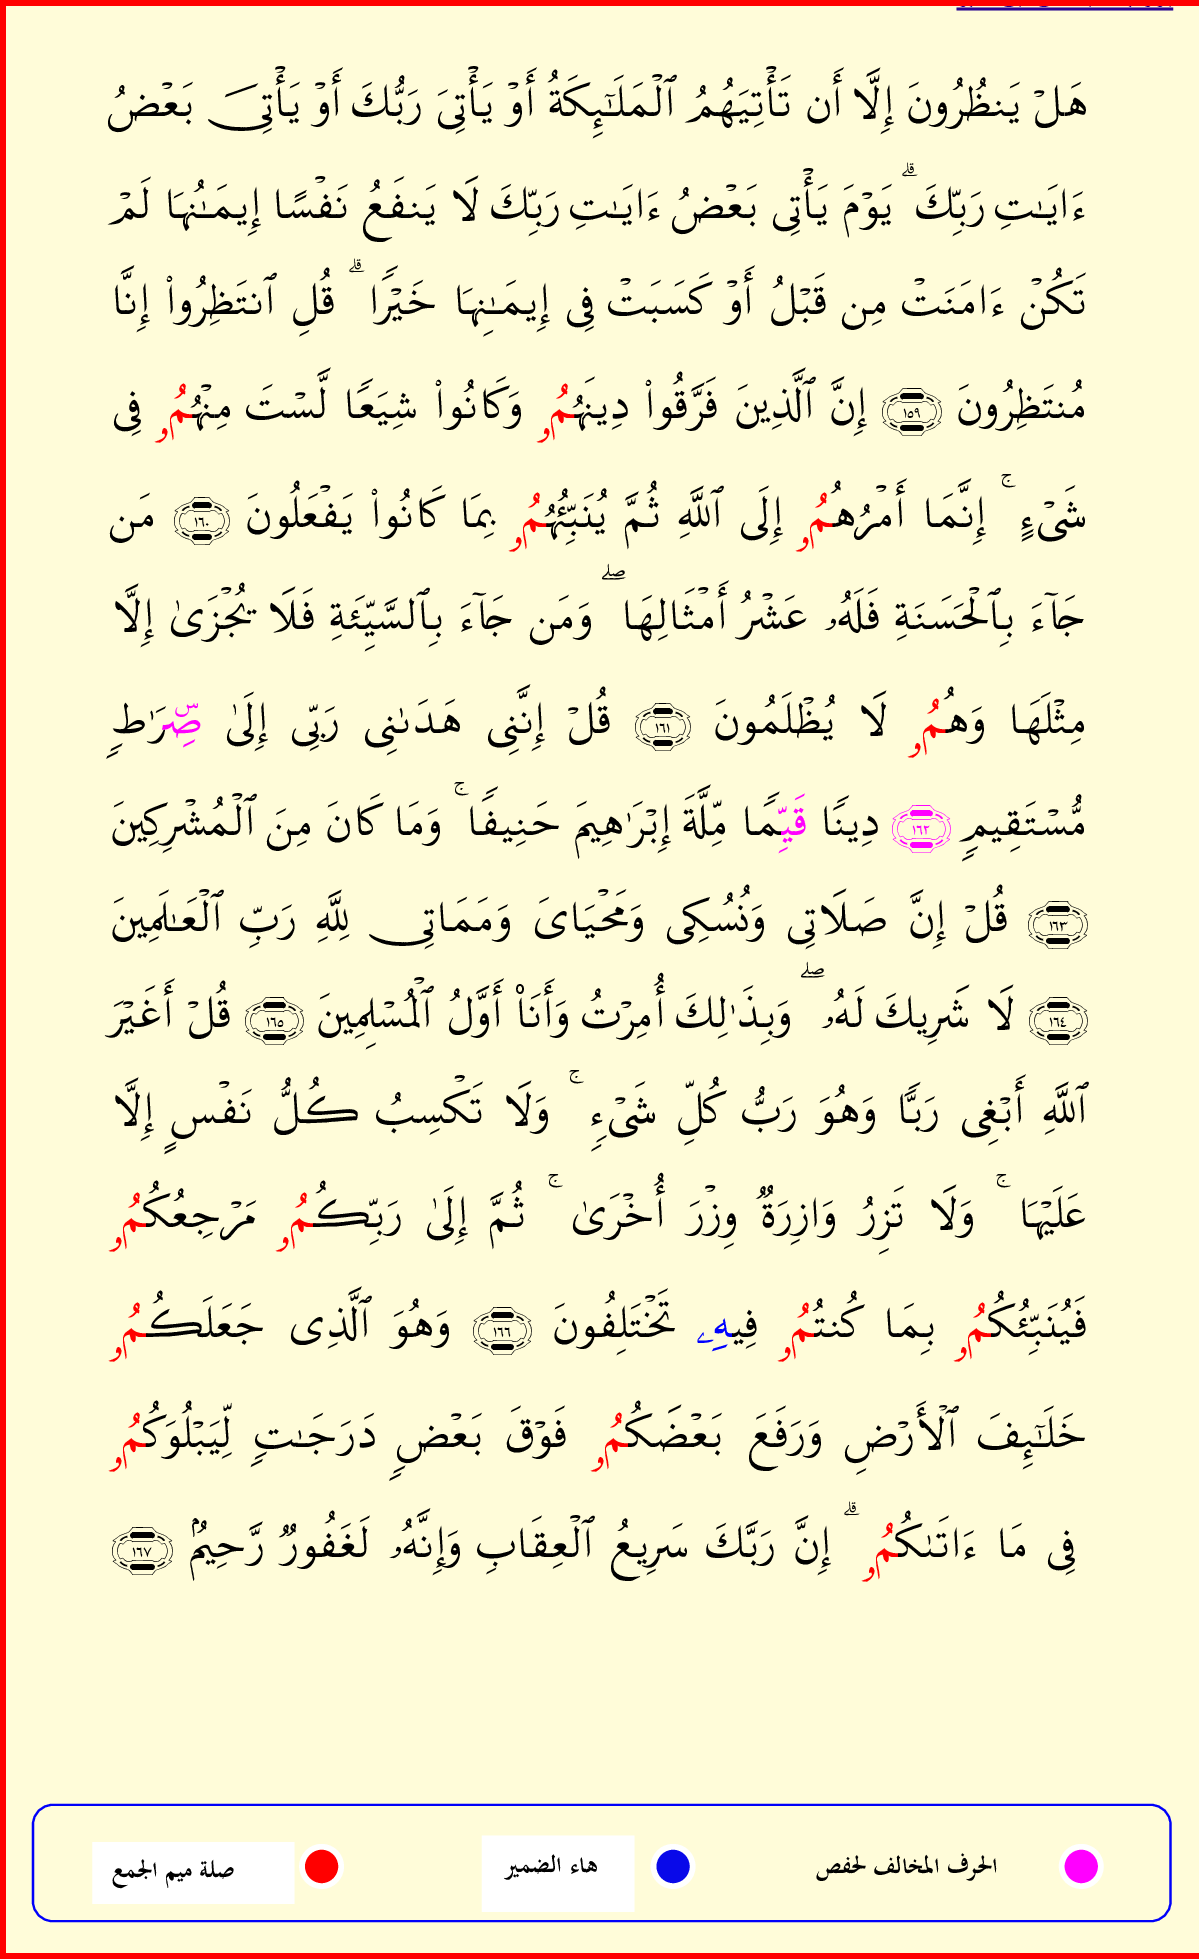 هَلۡ يَنظُرُونَ إِلَّا أَن تَأۡتِيَهُمُ ٱلۡمَلَٰٓئِكَةُ أَوۡ يَأۡتِيَ رَبُّكَ أَوۡ يَأۡتِيَ بَعۡضُ
ءَايَٰتِ رَبِّكَۗ يَوۡمَ يَأۡتِي بَعۡضُ ءَايَٰتِ رَبِّكَ لَا يَنفَعُ نَفۡسًا إِيمَٰنُهَا لَمۡ
تَكُنۡ ءَامَنَتۡ مِن قَبۡلُ أَوۡ كَسَبَتۡ فِي إِيمَٰنِهَا خَيۡرٗاۗ قُلِ ٱنتَظِرُواْ إِنَّا
مُنتَظِرُونَ ١٥٩ إِنَّ ٱلَّذِينَ فَرَّقُواْ دِينَهُمُۥ وَكَانُواْ شِيَعٗا لَّسۡتَ مِنۡهُمُۥ فِي
شَيۡءٍۚ إِنَّمَا أَمۡرُهُمُۥ إِلَى ٱللَّهِ ثُمَّ يُنَبِّئُهُمُۥ بِمَا كَانُواْ يَفۡعَلُونَ ١٦٠ مَن
جَآءَ بِٱلۡحَسَنَةِ فَلَهُۥ عَشۡرُ أَمۡثَالِهَاۖ وَمَن جَآءَ بِٱلسَّيِّئَةِ فَلَا يُجۡزَىٰ إِلَّا
مِثۡلَهَا وَهُمُۥ لَا يُظۡلَمُونَ ١٦١ قُلۡ إِنَّنِي هَدَىٰنِي رَبِّي إِلَىٰ صِّۜرَٰطٖ
مُّسۡتَقِيمٖ ١٦٢ دِينٗا قَيِّمٗا مِّلَّةَ إِبۡرَٰهِيمَ حَنِيفٗاۚ وَمَا كَانَ مِنَ ٱلۡمُشۡرِكِينَ
١٦٣ قُلۡ إِنَّ صَلَاتِي وَنُسُكِي وَمَحۡيَايَ وَمَمَاتِي لِلَّهِ رَبِّ ٱلۡعَٰلَمِينَ
١٦٤ لَا شَرِيكَ لَهُۥۖ وَبِذَٰلِكَ أُمِرۡتُ وَأَنَا۠ أَوَّلُ ٱلۡمُسۡلِمِينَ ١٦٥ قُلۡ أَغَيۡرَ
ٱللَّهِ أَبۡغِي رَبّٗا وَهُوَ رَبُّ كُلِّ شَيۡءٖۚ وَلَا تَكۡسِبُ كُلُّ نَفۡسٍ إِلَّا
عَلَيۡهَاۚ وَلَا تَزِرُ وَازِرَةٞ وِزۡرَ أُخۡرَىٰۚ ثُمَّ إِلَىٰ رَبِّكُمُۥ مَرۡجِعُكُمُۥ
فَيُنَبِّئُكُمُۥ بِمَا كُنتُمُۥ فِيهِۦ تَخۡتَلِفُونَ ١٦٦ وَهُوَ ٱلَّذِي جَعَلَكُمُۥ
خَلَٰٓئِفَ ٱلۡأَرۡضِ وَرَفَعَ بَعۡضَكُمُۥ فَوۡقَ بَعۡضٖ دَرَجَٰتٖ لِّيَبۡلُوَكُمُۥ
فِي مَا ءَاتَىٰكُمُۥۗ إِنَّ رَبَّكَ سَرِيعُ ٱلۡعِقَابِ وَإِنَّهُۥ لَغَفُورٞ رَّحِيمُۢ ١٦٧
الحرف المخالف لحفص هاء الضمير صلة ميم الجمع